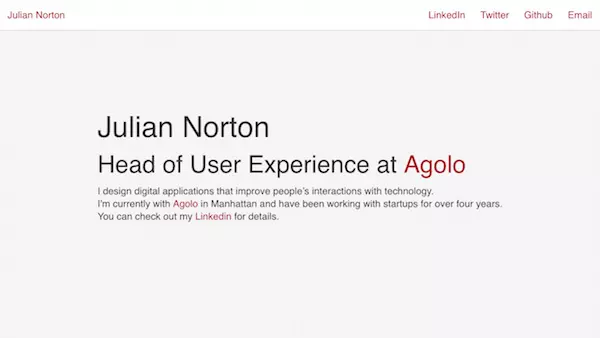 Julian Norton LinkedIn Twitter Github Email
Julian Norton
Head of User Experience at Agolo
I design digital applications that improve people's interactions with technology.
I'm currently with Agolo in Manhattan and have been working with startups for over four years.
You can check out my Linkedin for details.